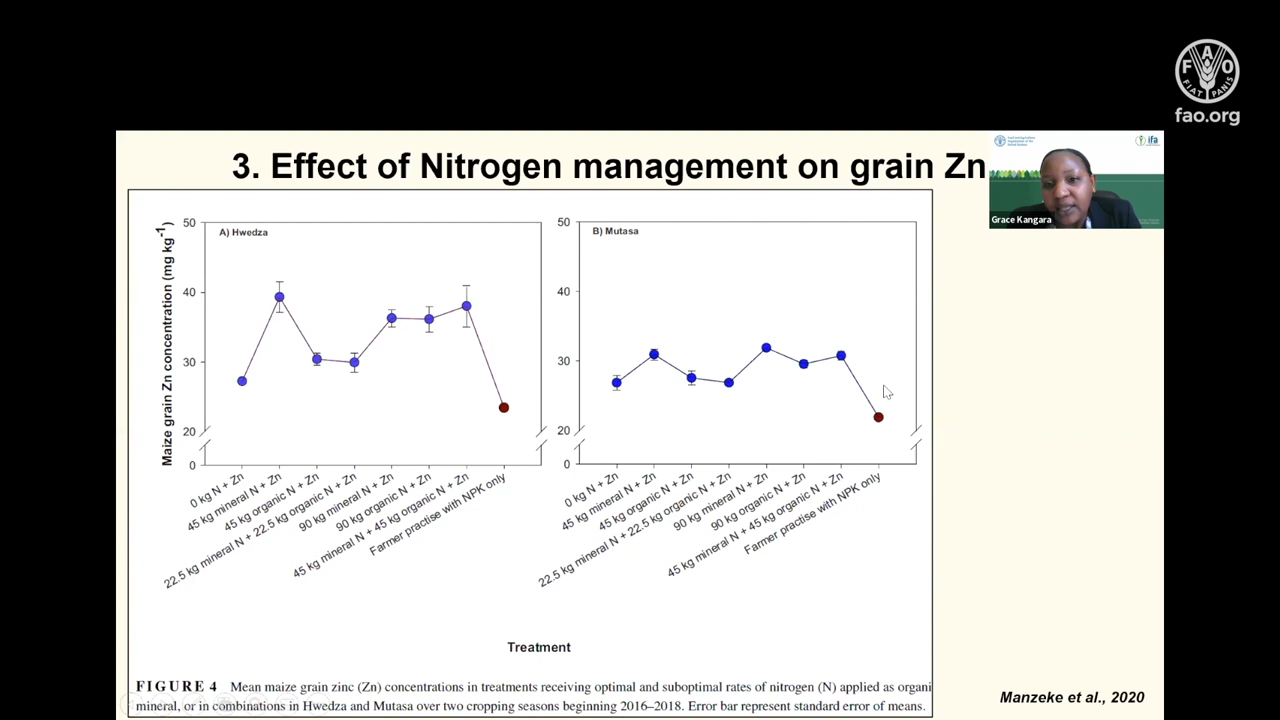 FAO
FIAT PANIS
fao.org
3. Effect of Nitrogen management on grain Zn
ifa
Grace Kangara
Maize grain Zn concentration (mg kg-1)
A) Hwedza
50
40
30
20
0
0 kg N + Zn
45 kg mineral N + Zn
45 kg organic N + Zn
22.5 kg mineral N + 22.5 kg organic N + Zn
90 kg mineral N + Zn
90 kg organic N + Zn
45 kg mineral N + 45 kg organic N + Zn
Farmer practise with NPK only
B) Mutasa
50
40
30
20
0
0 kg N + Zn
45 kg mineral N + Zn
45 kg organic N + Zn
22.5 kg mineral N + 22.5 kg organic N + Zn
90 kg mineral N + Zn
90 kg organic N + Zn
45 kg mineral N + 45 kg organic N + Zn
Farmer practise with NPK only
Treatment
FIGURE 4 Mean maize grain zinc (Zn) concentrations in treatments receiving optimal and suboptimal rates of nitrogen (N) applied as organi
mineral, or in combinations in Hwedza and Mutasa over two cropping seasons beginning 2016–2018. Error bar represent standard error of means.
Manzeke et al., 2020